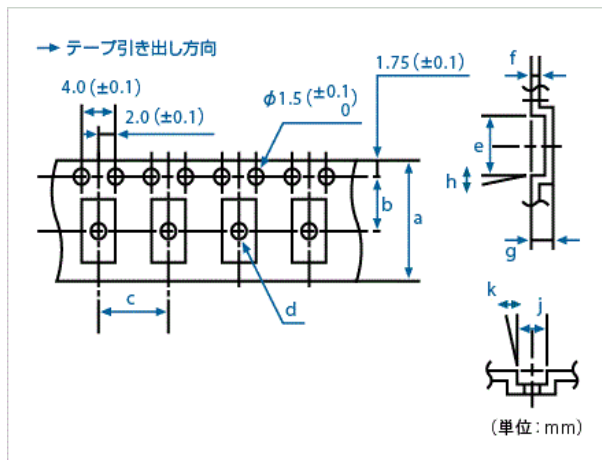 → テープ引き出し方向
4.0 (±0.1)
2.0 (±0.1)
φ1.5 (±0.1 0)
1.75 (±0.1)
f
e
h
g
b
a
c
d
k
j
(単位:mm)